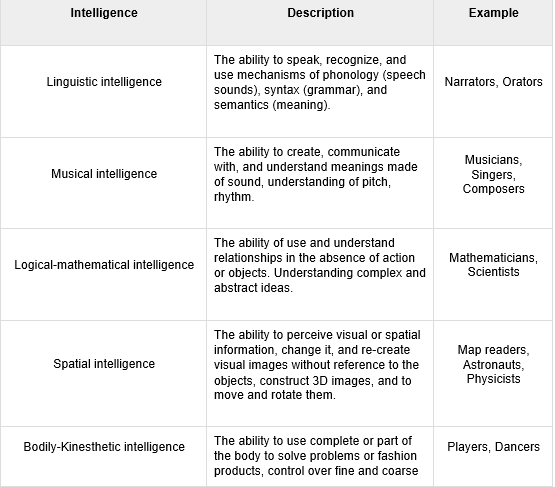 Intelligence
Description
Example
Linguistic intelligence
The ability to speak, recognize, and
use mechanisms of phonology (speech
sounds), syntax (grammar), and
semantics (meaning).
Narrators, Orators
Musical intelligence
The ability to create, communicate
with, and understand meanings made
of sound, understanding of pitch,
rhythm.
Musicians,
Singers,
Composers
Logical-mathematical intelligence
The ability of use and understand
relationships in the absence of action
or objects. Understanding complex and
abstract ideas.
Mathematicians,
Scientists
Spatial intelligence
The ability to perceive visual or spatial
information, change it, and re-create
visual images without reference to the
objects, construct 3D images, and to
move and rotate them.
Map readers,
Astronauts,
Physicists
Bodily-Kinesthetic intelligence
The ability to use complete or part of
the body to solve problems or fashion
products, control over fine and coarse
Players, Dancers